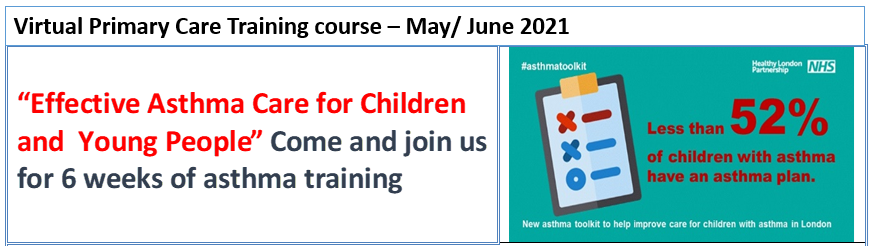 Virtual Primary Care Training course – May/ June 2021
“Effective Asthma Care for Children
and  Young People” Come and join us
for 6 weeks of asthma training
#asthmatoolkit
Healthy London
Partnership
NHS
Less than 52%
of children with asthma
have an asthma plan.
New asthma toolkit to help improve care for children with asthma in London